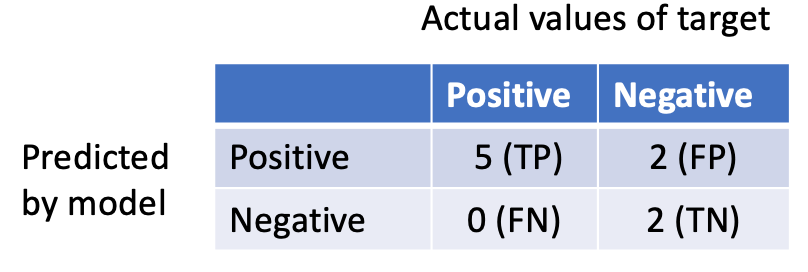 Actual values of target
Positive Negative
Predicted by model
Positive 5 (TP) 2 (FP)
Negative 0 (FN) 2 (TN)